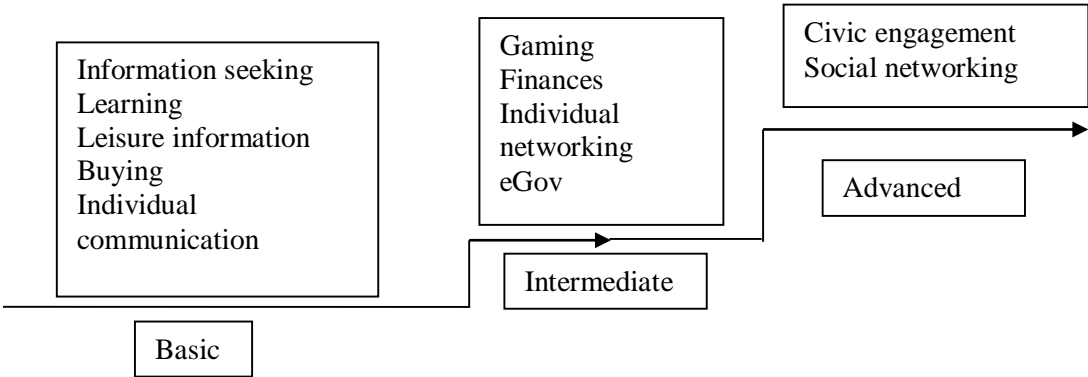 Information seeking
Learning
Leisure information
Buying
Individual
communication
Basic
Gaming
Finances
Individual
networking
eGov
Intermediate
Civic engagement
Social networking
Advanced